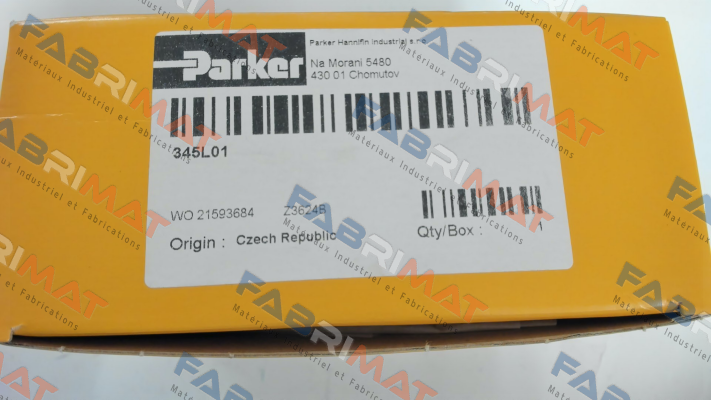 Parker
Parker Hannifin Industrial s.r.o.
Na Morani 5480
430 01 Chomutov
345L01
WO 21593684 Z3624B
Origin : Czech Republic
Qty/Box : 1
FABRIMAT
Materiaux Industriel et Fabrications